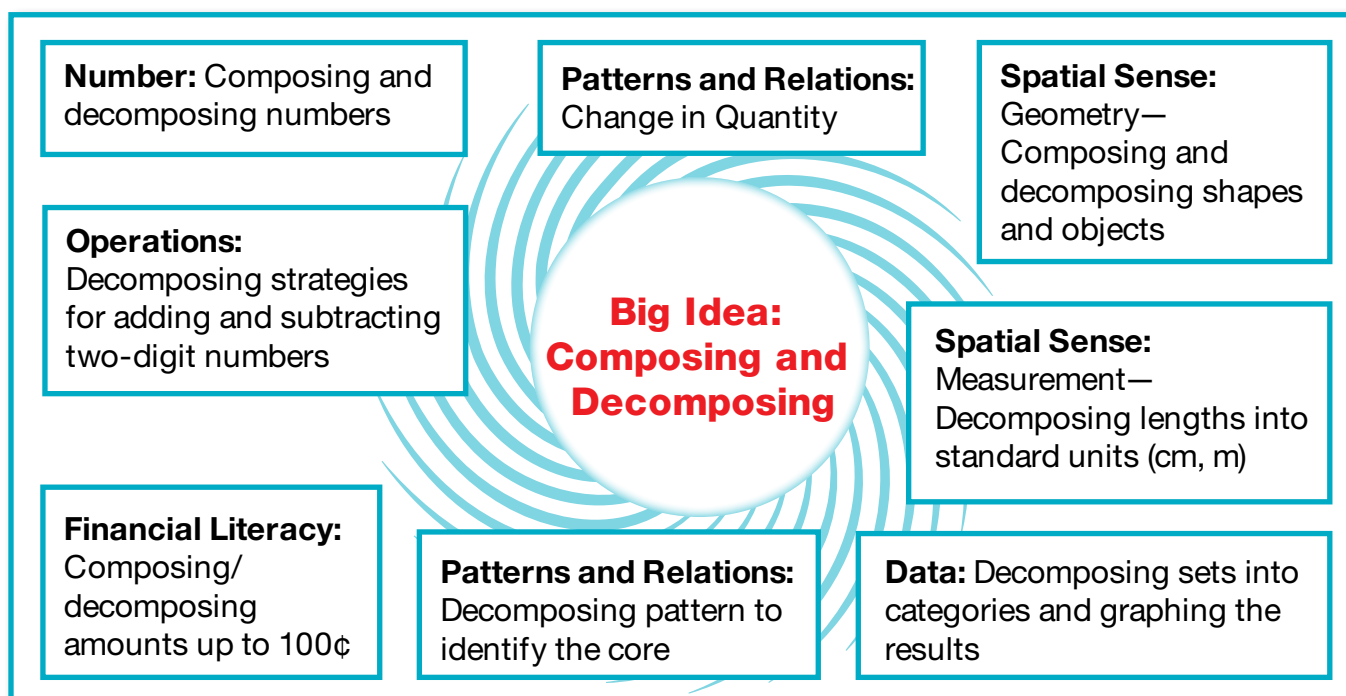 Number: Composing and
decomposing numbers
Patterns and Relations:
Change in Quantity
Spatial Sense:
Geometry—
Composing and
decomposing shapes
and objects
Operations:
Decomposing strategies
for adding and subtracting
two-digit numbers
Big Idea:
Composing and
Decomposing
Spatial Sense:
Measurement—
Decomposing lengths into
standard units (cm, m)
Financial Literacy:
Composing/
decomposing
amounts up to 100¢
Patterns and Relations:
Decomposing pattern to
identify the core
Data: Decomposing sets into
categories and graphing the
results